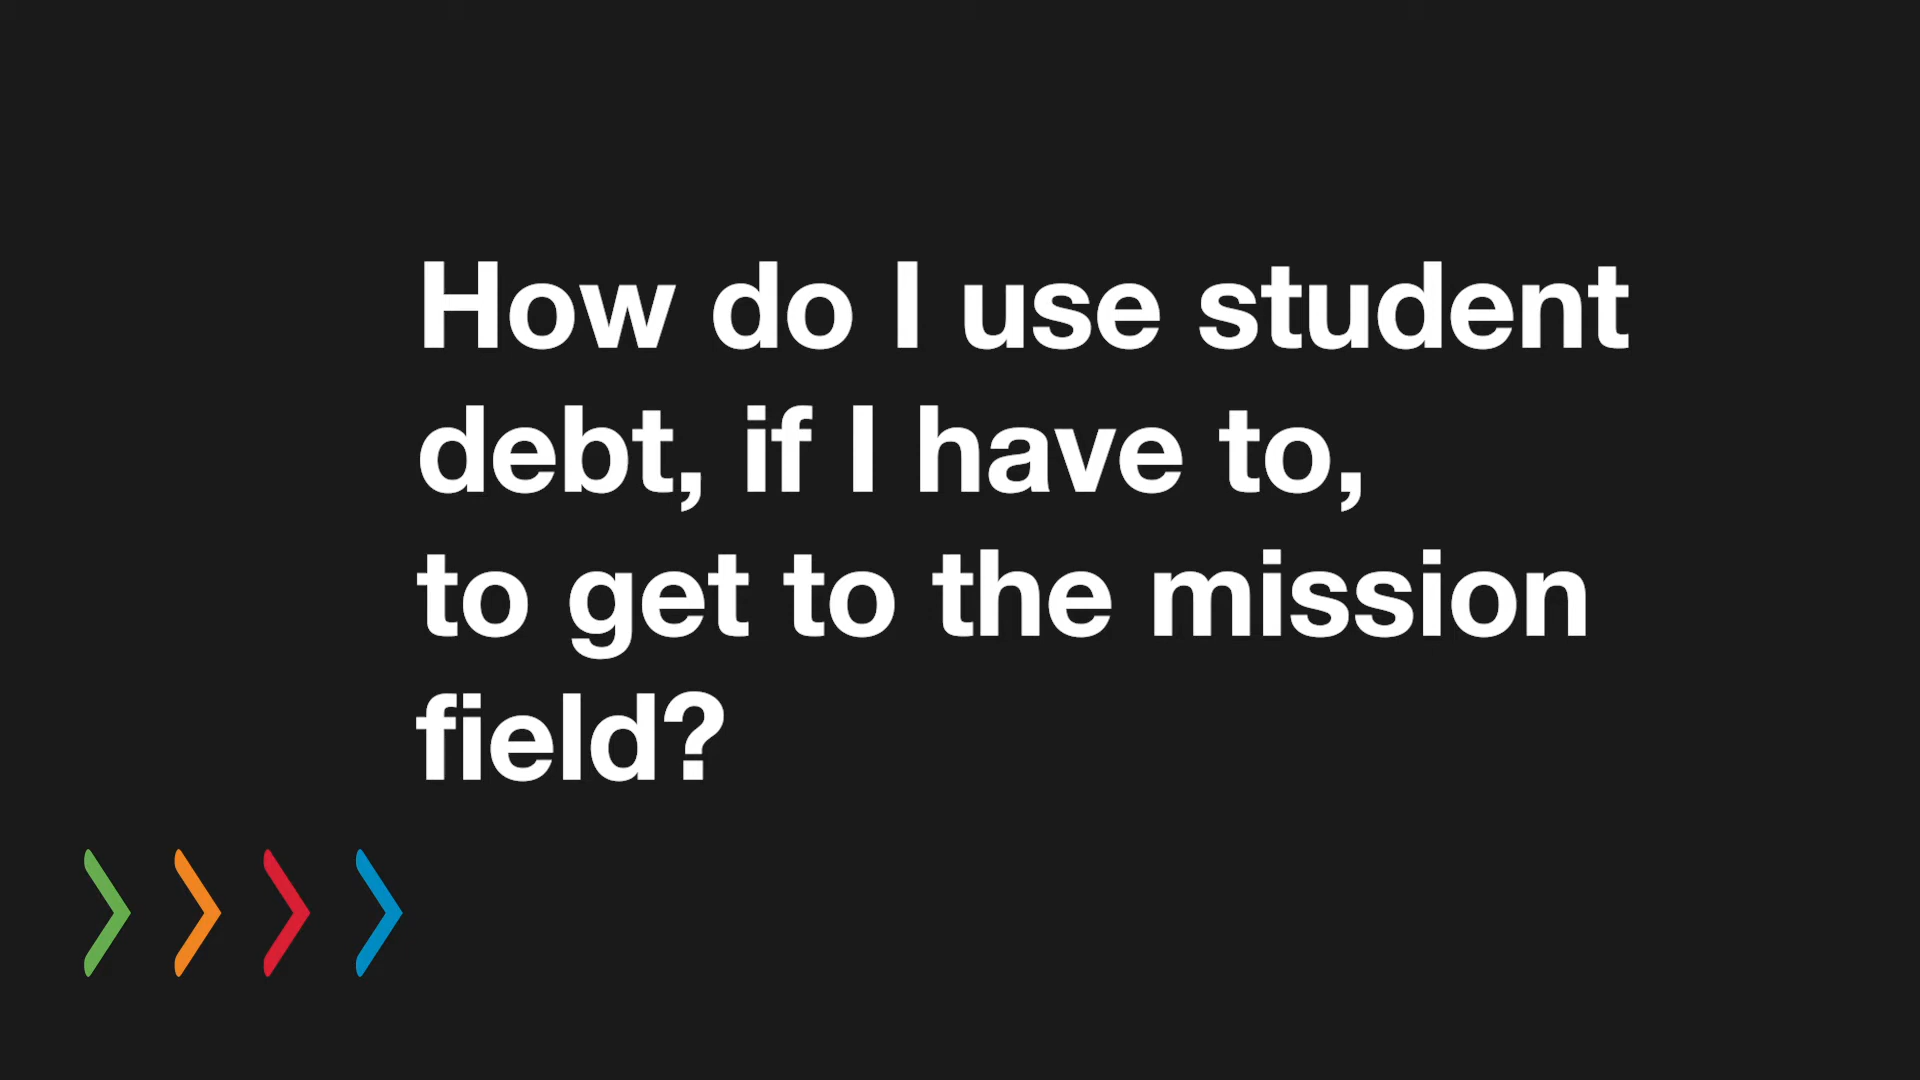 How do I use student
debt, if I have to,
to get to the mission
field?